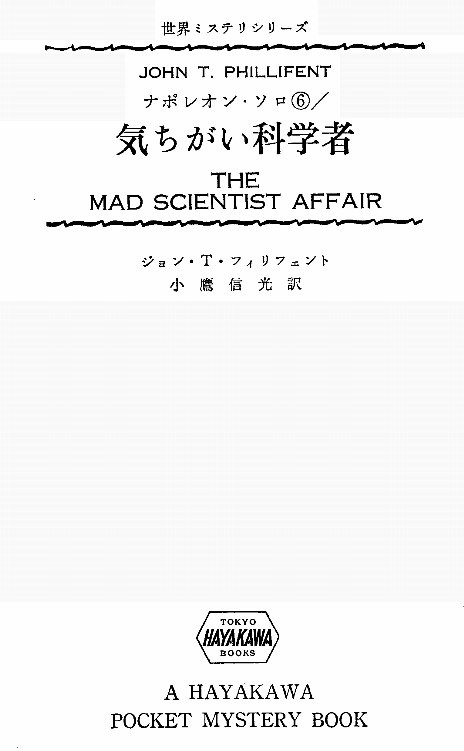 世界ミステリシリーズ
JOHN T. PHILLIFENT
ナポレオン・ソロ⑥/
気ちがい科学者
THE
MAD SCIENTIST AFFAIR
ジョン・T・フィリフェント
小鷹信光訳
TOKYO
HAYAKAWA
BOOKS
A HAYAKAWA
POCKET MYSTERY BOOK